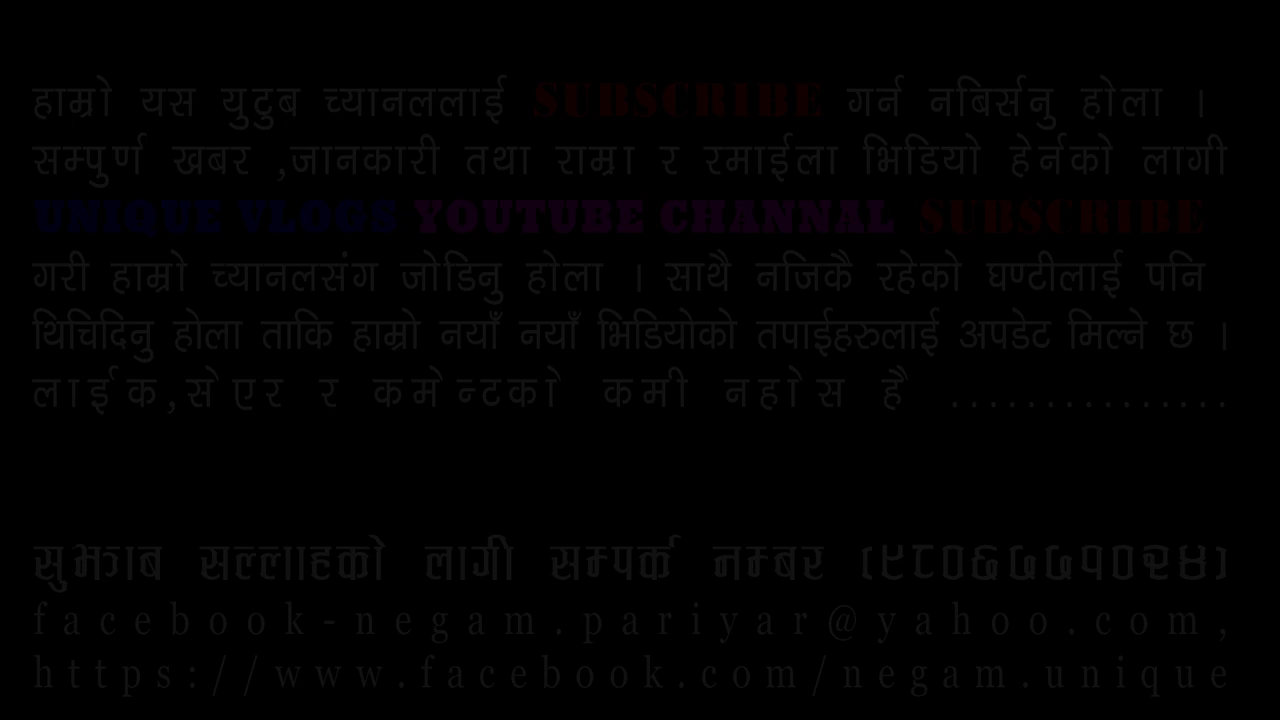 हाम्रो यस युटुब च्यानललाई SUBSCRIBE गर्न नबिर्सनु होला ।
सम्पुर्ण खबर ,जानकारी तथा राम्रा र रमाईला भिडियो हेर्नको लागी
UNIQUE VLOGS YOUTUBE CHANNAL SUBSCRIBE
गरी हाम्रो च्यानलसंग जोडिनु होला । साथै नजिकै रहेको घण्टीलाई पनि
थिचिदिनु होला ताकि हाम्रो नयाँ नयाँ भिडियोको तपाईहरुलाई अपडेट मिल्ने छ ।
लाईक,सेएर र कमेन्टको कमी नहोस है ...............
सुझाब सल्लाहको लागी सम्पर्क नम्बर (९८०६७७१०२४)
facebook-negam.pariyar@yahoo.com,
https://www.facebook.com/negam.unique